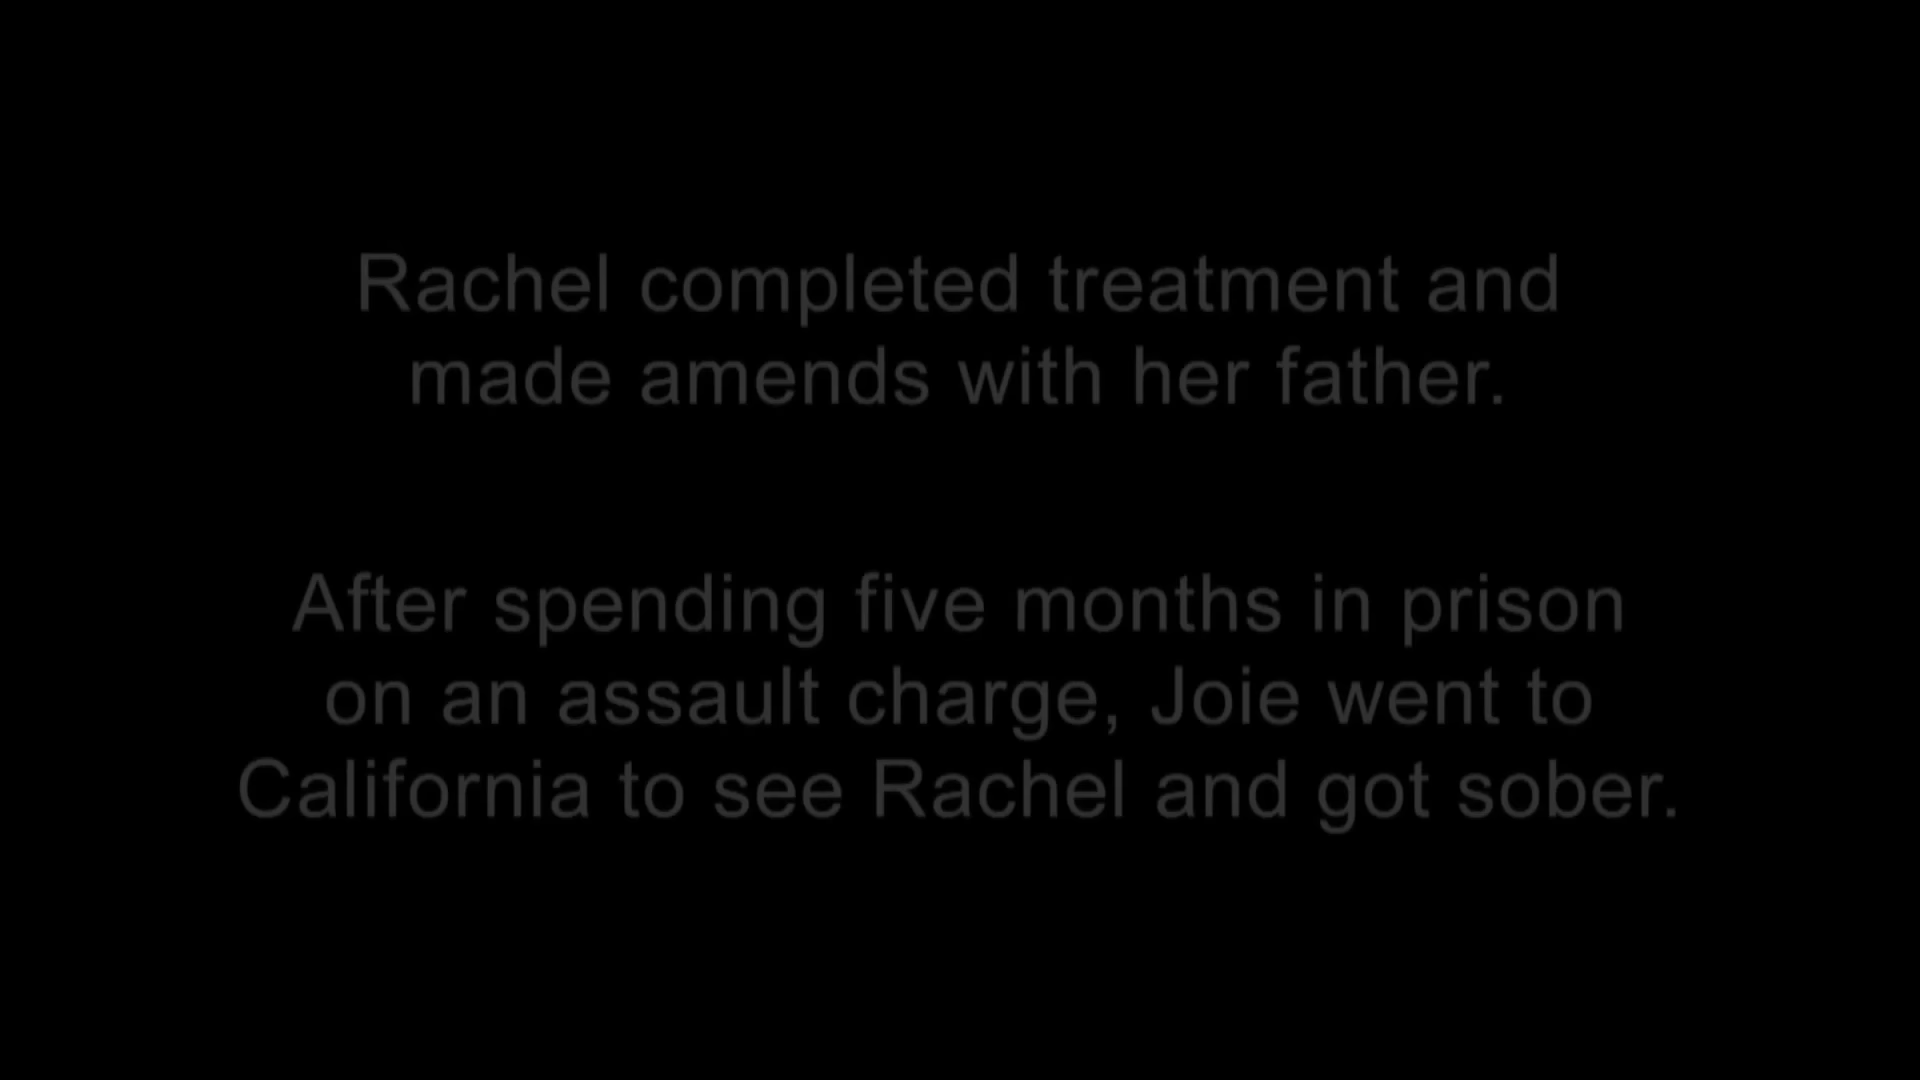 Rachel completed treatment and
made amends with her father.
After spending five months in prison
on an assault charge, Joie went to
California to see Rachel and got sober.